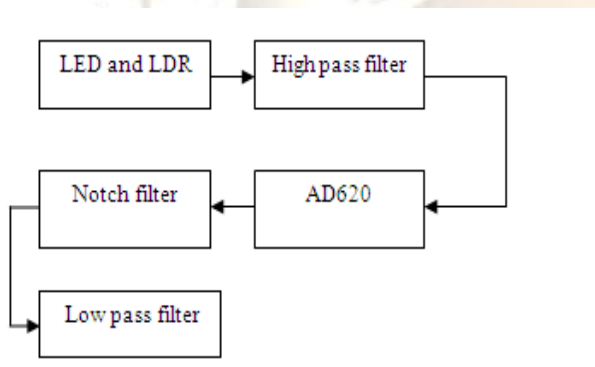 LED and LDR
High pass filter
AD620
Notch filter
Low pass filter